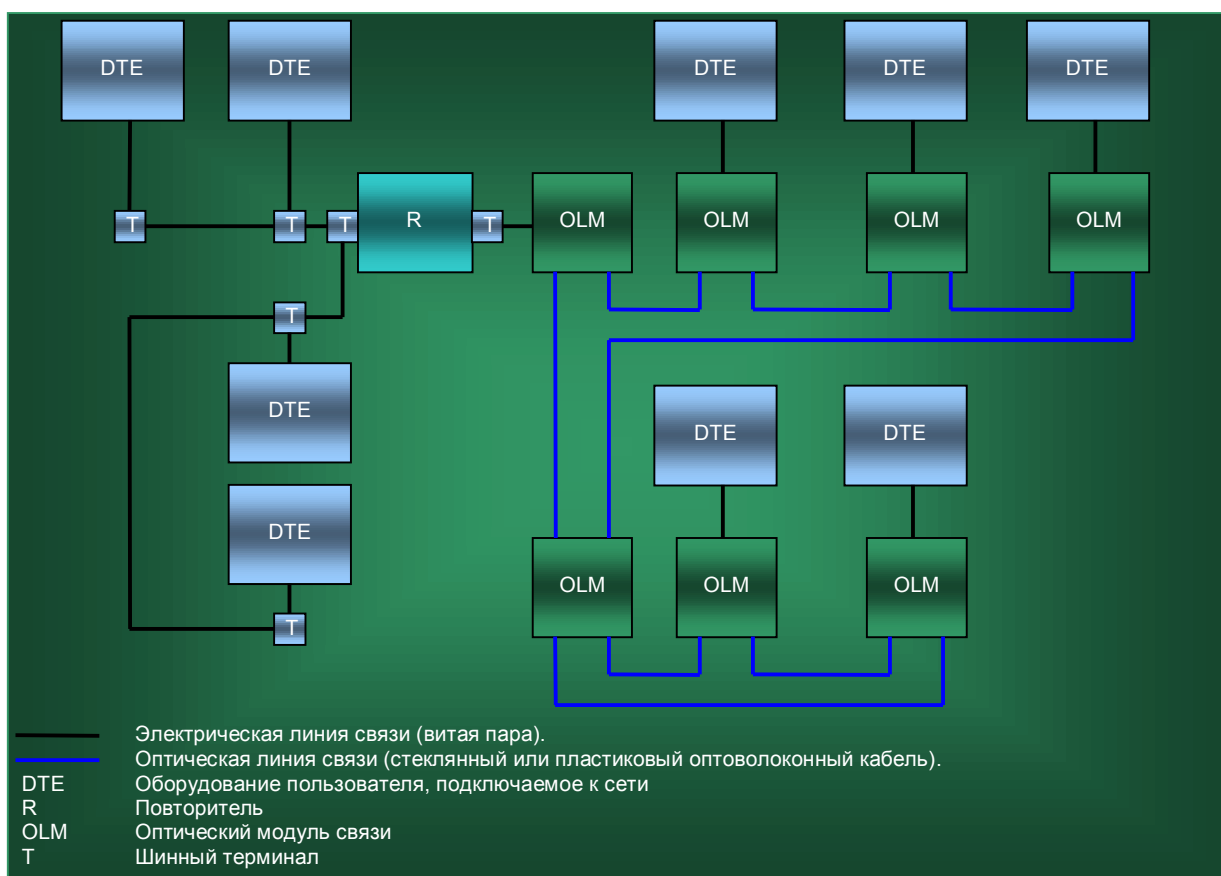 DTE DTE DTE DTE DTE
T T T R T OLM OLM OLM OLM
T
DTE DTE DTE
DTE
OLM OLM OLM
T
Электрическая линия связи (витая пара).
Оптическая линия связи (стеклянный или пластиковый оптоволоконный кабель).
DTE Оборудование пользователя, подключаемое к сети
R Повторитель
OLM Оптический модуль связи
T Шинный терминал